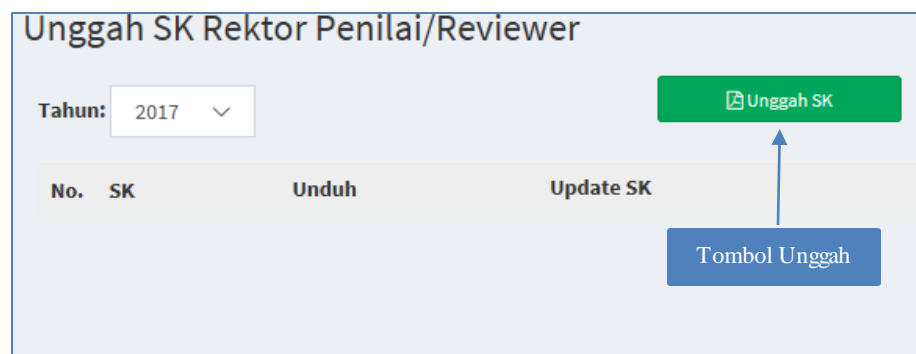 Unggah SK Rektor Penilai/Reviewer
Tahun: 2017 Unggah SK
No. SK Unduh Update SK
Tombol Unggah